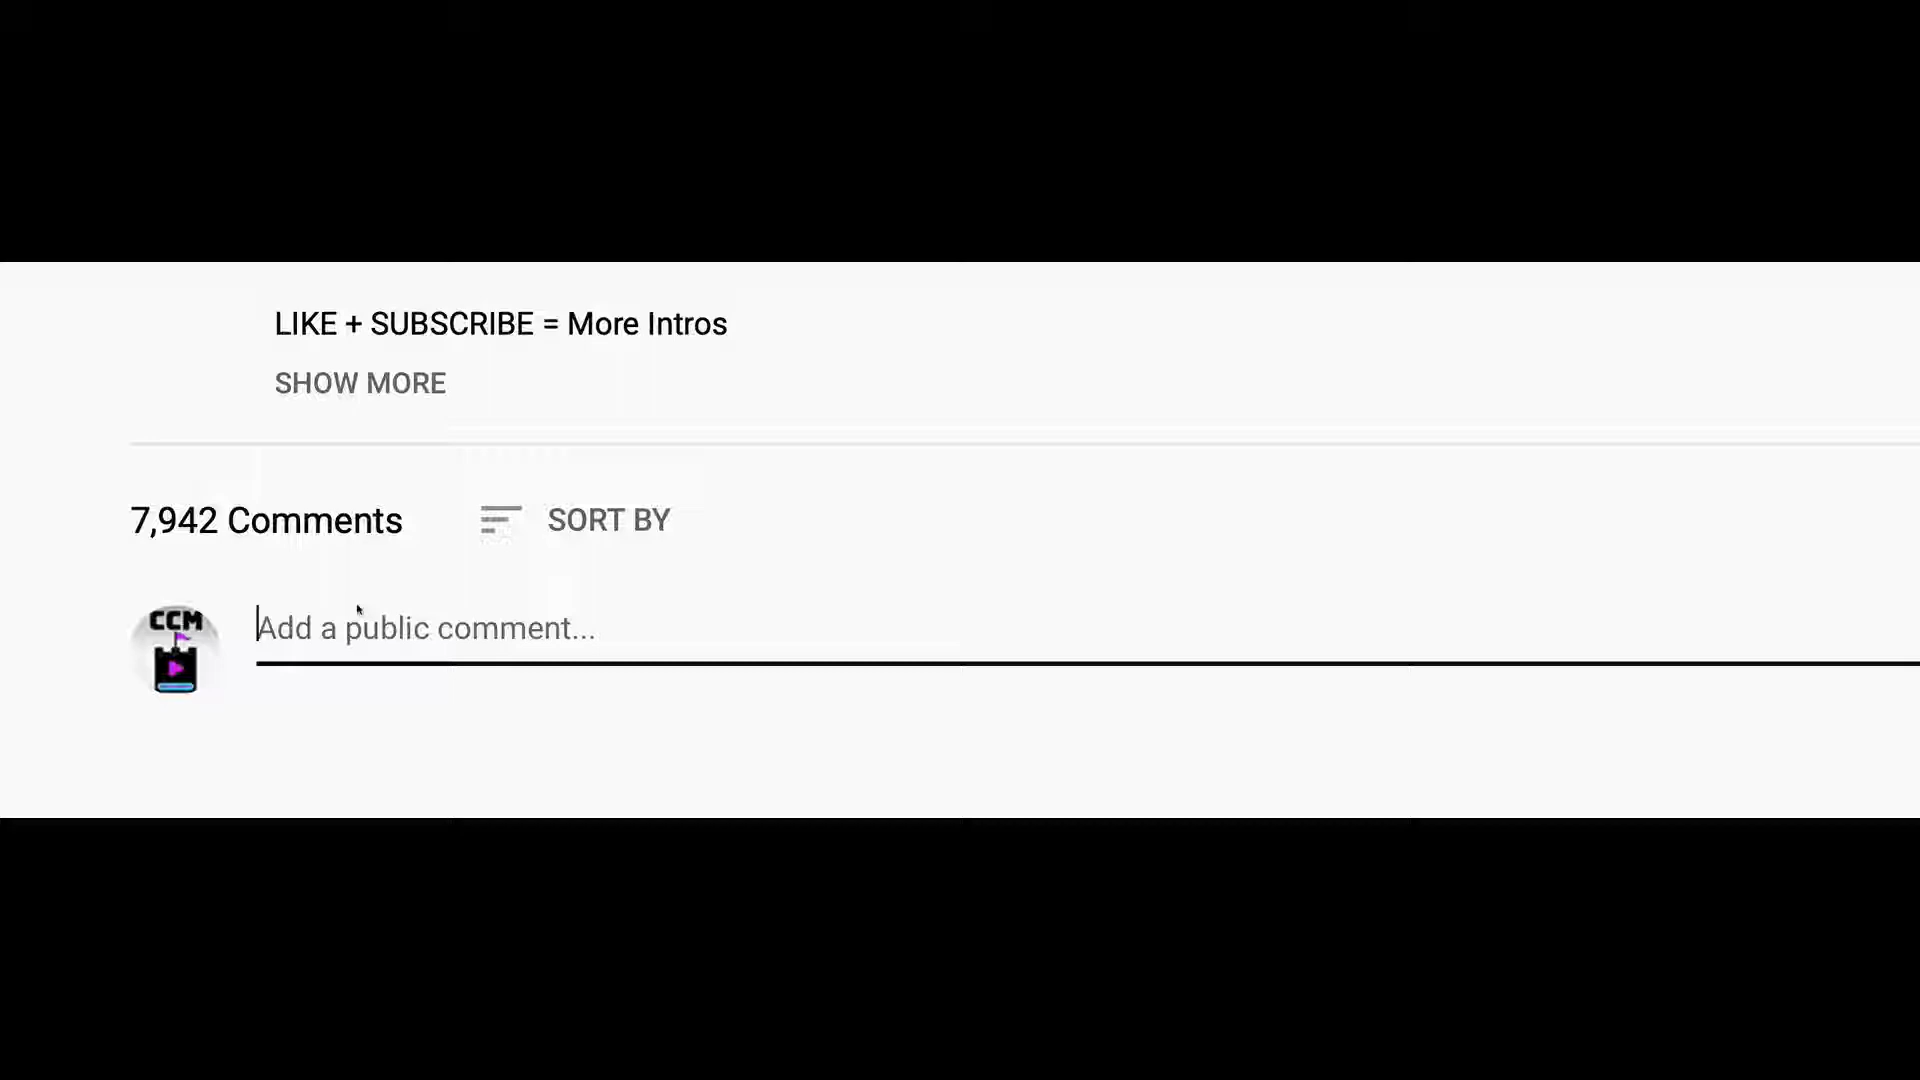 LIKE + SUBSCRIBE = More Intros
SHOW MORE
7,942 Comments
SORT BY
CCM
Add a public comment...